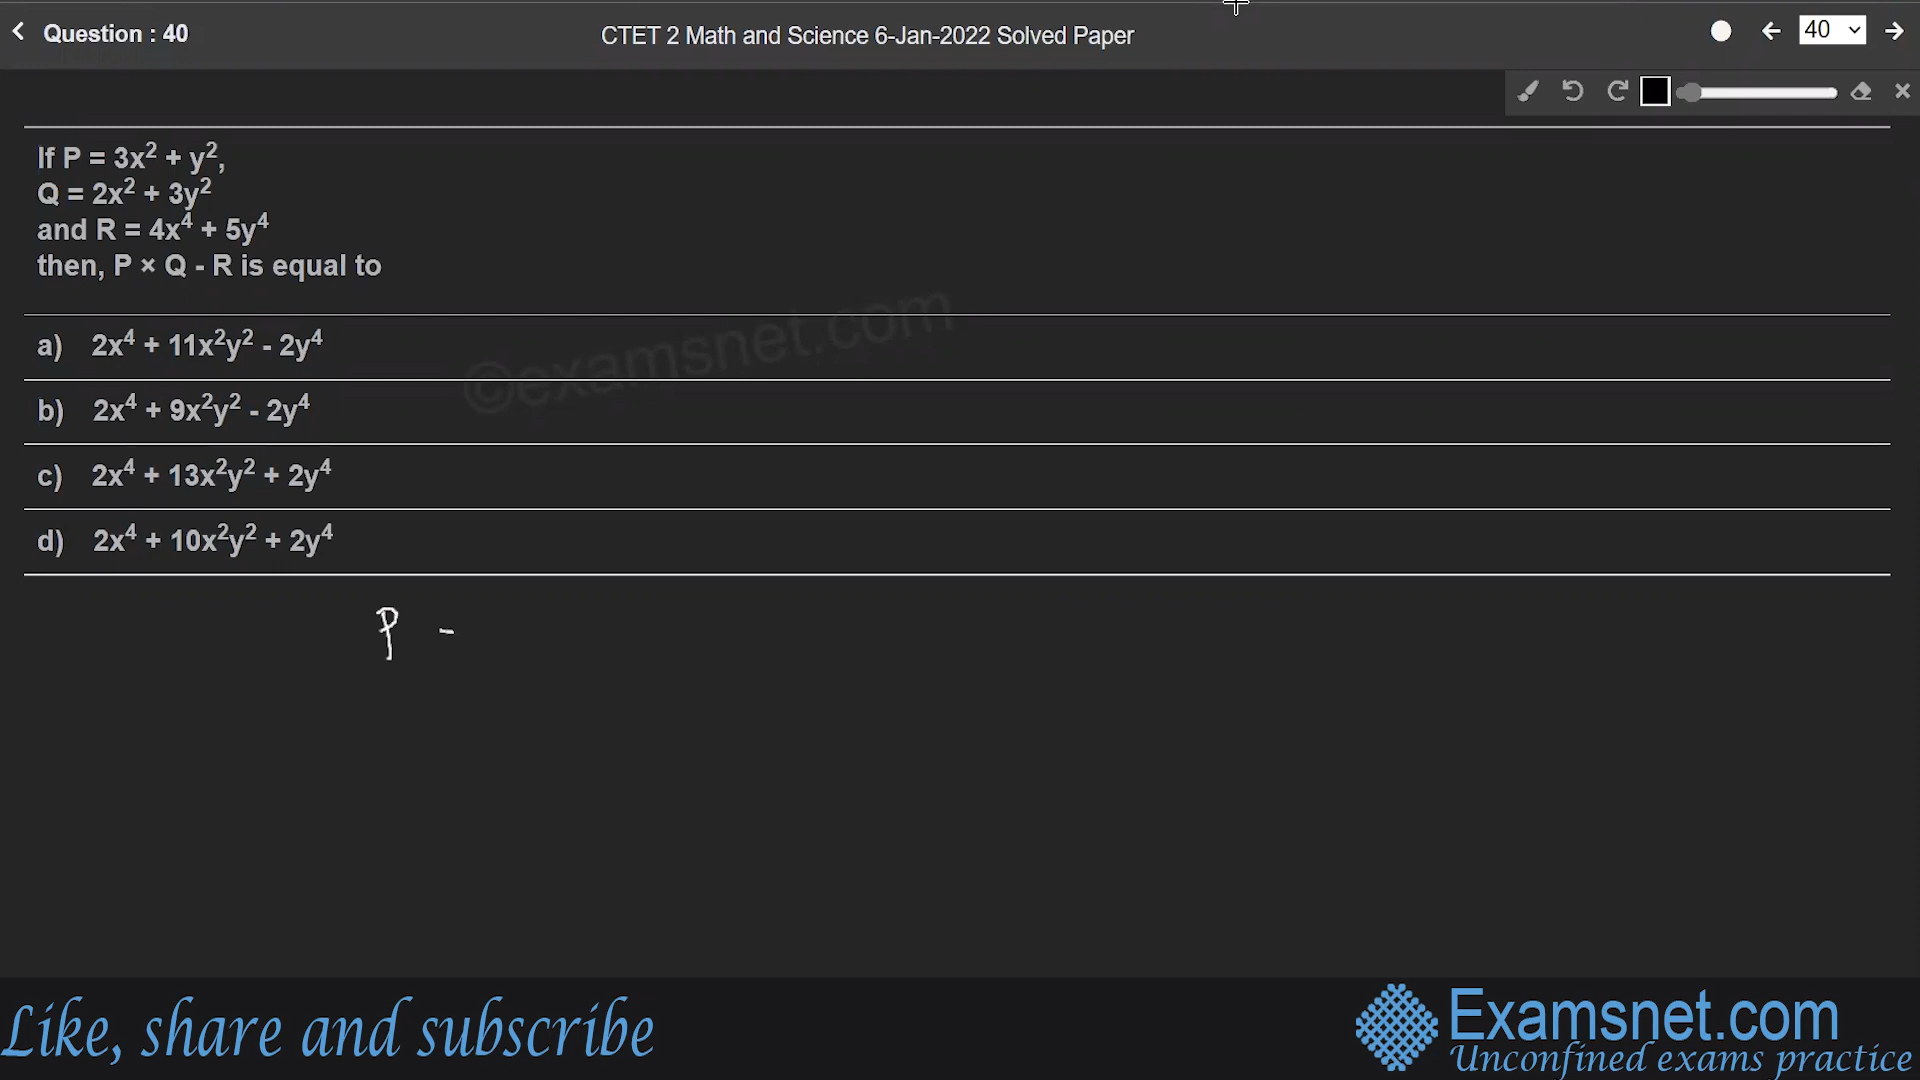 Question : 40
CTET 2 Math and Science 6-Jan-2022 Solved Paper
40
If P = 3x² + y²,
Q = 2x² + 3y²
and R = 4x⁴ + 5y⁴
then, P × Q - R is equal to
©examsnet.com
a) 2x⁴ + 11x²y² - 2y⁴
b) 2x⁴ + 9x²y² - 2y⁴
c) 2x⁴ + 13x²y² + 2y⁴
d) 2x⁴ + 10x²y² + 2y⁴
P -
Like, share and subscribe
Examsnet.com
Unconfined exams practice